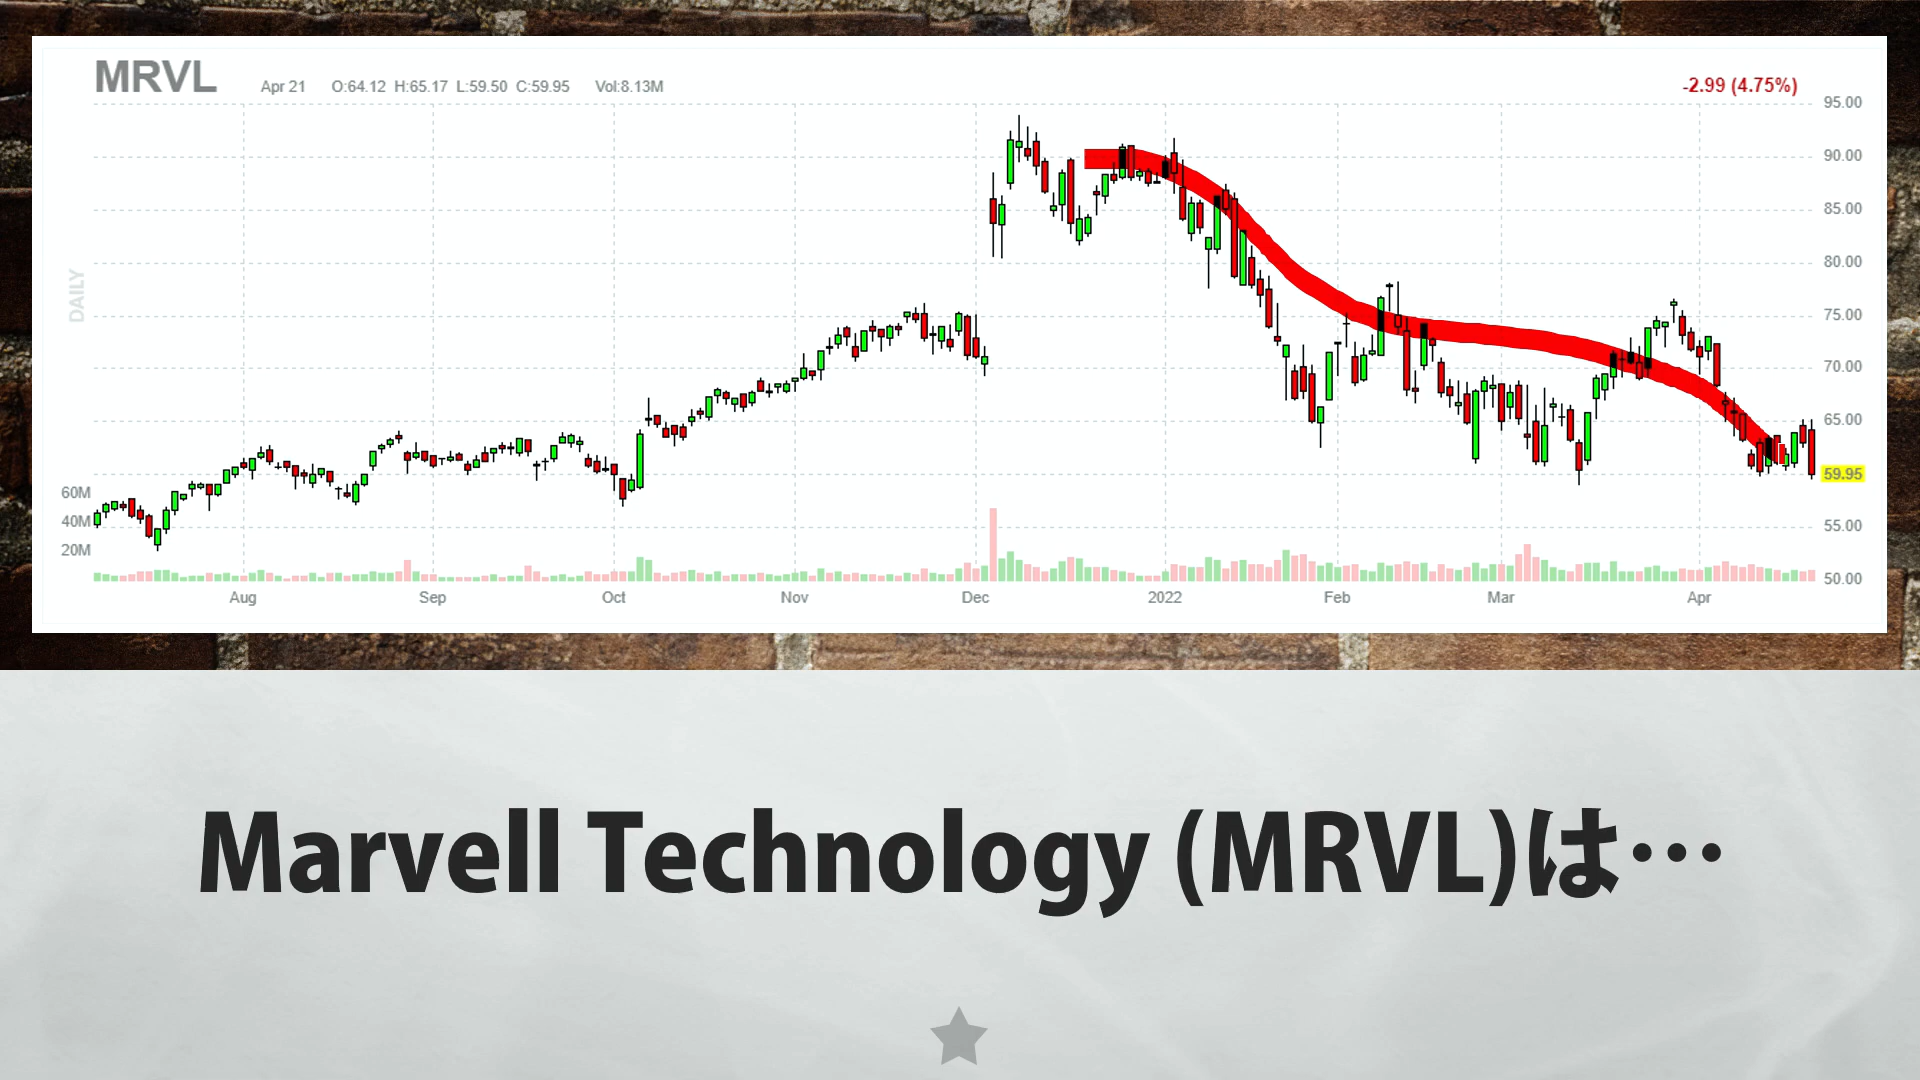 MRVL
Apr 21 O:64.12 H:65.17 L:59.50 C:59.95 Vol:8.13M
-2.99 (4.75%)
95.00
90.00
85.00
80.00
75.00
70.00
65.00
59.95
55.00
50.00
DAILY
60M
40M
20M
Aug Sep Oct Nov Dec 2022 Feb Mar Apr
Marvell Technology (MRVL)は…